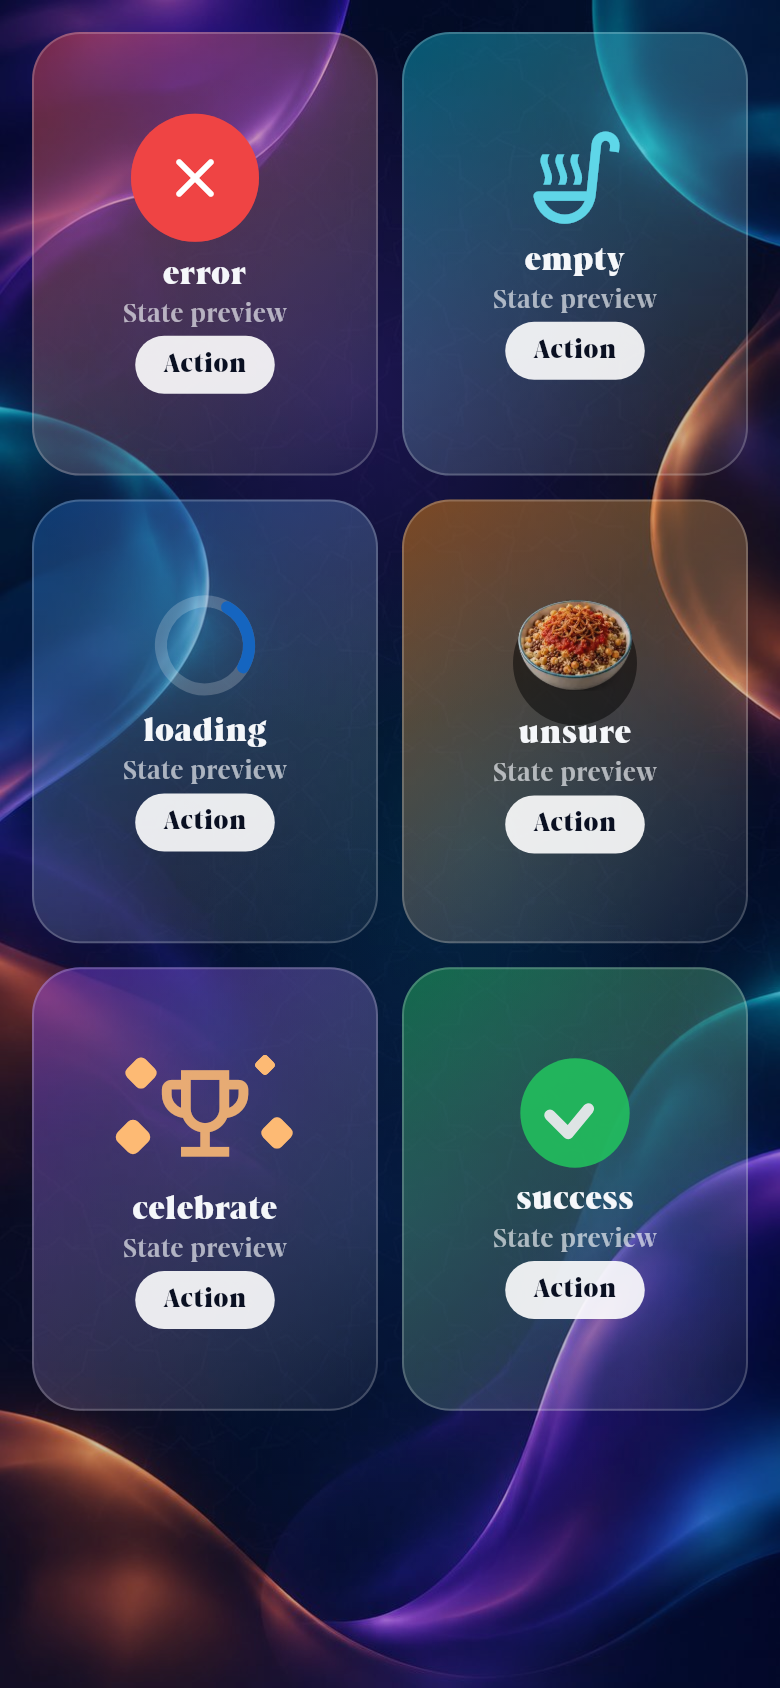 error
State preview
Action
empty
State preview
Action
loading
State preview
Action
unsure
State preview
Action
celebrate
State preview
Action
success
State preview
Action